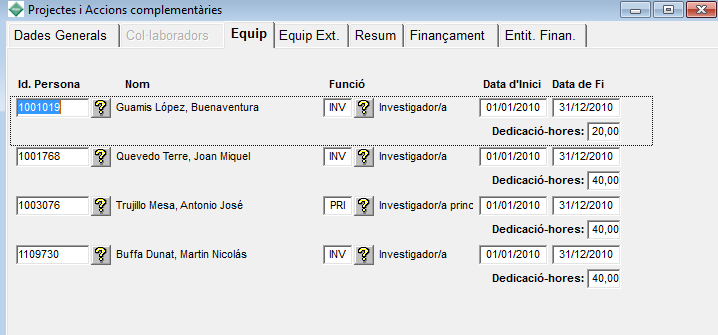 Projectes i Accions complementàries
Dades Generals Col·laboradors Equip Equip Ext. Resum Finançament Entit. Finan.
Id. Persona Nom Funció Data d'Inici Data de Fi
1001019 ? Guamis López, Buenaventura INV ? Investigador/a 01/01/2010 31/12/2010
Dedicació-hores: 20,00
1001768 ? Quevedo Terre, Joan Miquel INV ? Investigador/a 01/01/2010 31/12/2010
Dedicació-hores: 40,00
1003076 ? Trujillo Mesa, Antonio José PRI ? Investigador/a princ 01/01/2010 31/12/2010
Dedicació-hores: 40,00
1109730 ? Buffa Dunat, Martin Nicolás INV ? Investigador/a 01/01/2010 31/12/2010
Dedicació-hores: 40,00